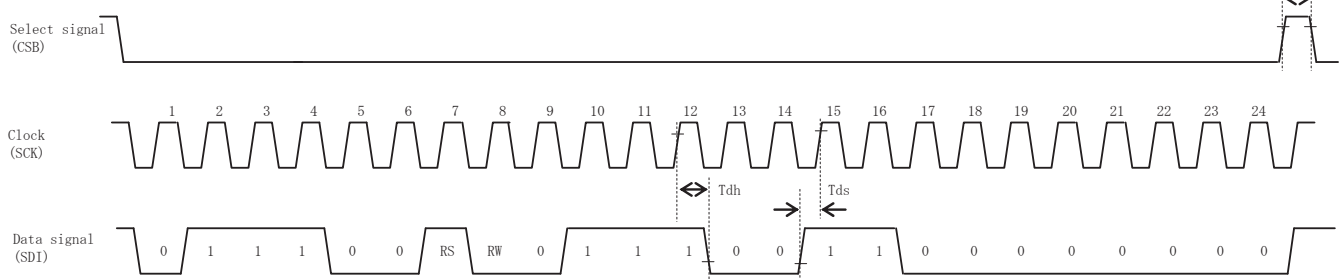 Select signal
(CSB)
1 2 3 4 5 6 7 8 9 10 11 12 13 14 15 16 17 18 19 20 21 22 23 24
Clock
(SCK)
Tdh Tds
Data signal
(SDI)
0 1 1 1 0 0 RS RW 0 1 1 1 0 0 1 1 0 0 0 0 0 0 0 0